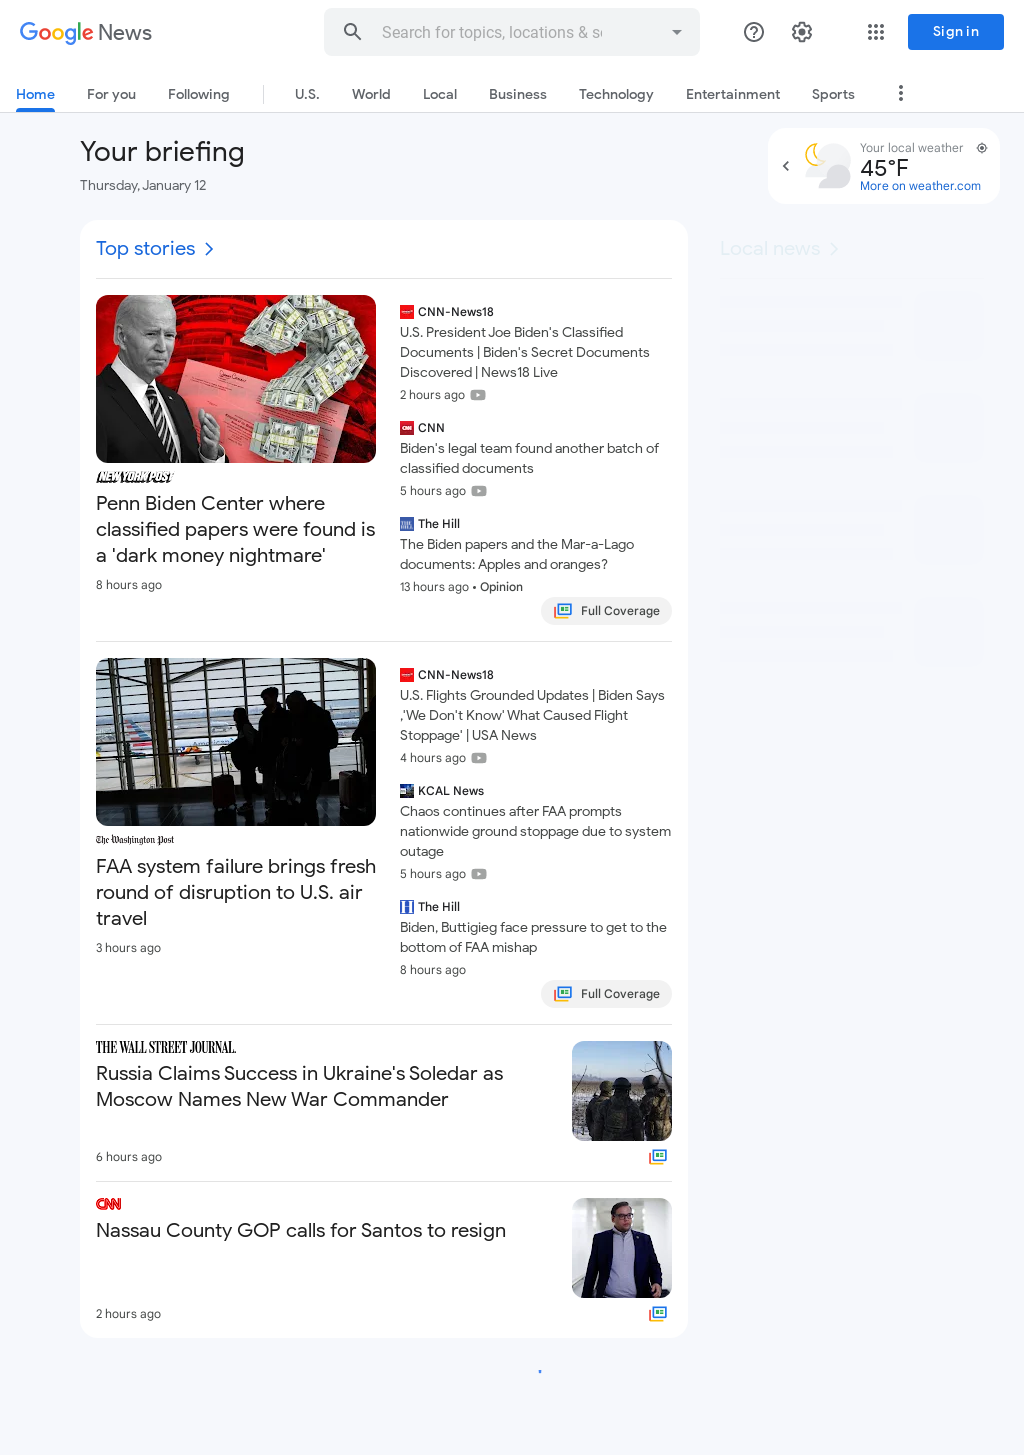 Google News
Search for topics, locations & so
Sign in
Home
For you
Following
U.S.
World
Local
Business
Technology
Entertainment
Sports
Your briefing
Thursday, January 12
Your local weather
45°F
More on weather.com
Top stories
Local news
NEW YORK POST
Penn Biden Center where
classified papers were found is
a 'dark money nightmare'
8 hours ago
CNN-News18
U.S. President Joe Biden's Classified
Documents | Biden's Secret Documents
Discovered | News18 Live
2 hours ago
CNN
Biden's legal team found another batch of
classified documents
5 hours ago
The Hill
The Biden papers and the Mar-a-Lago
documents: Apples and oranges?
13 hours ago • Opinion
Full Coverage
The Washington Post
FAA system failure brings fresh
round of disruption to U.S. air
travel
3 hours ago
CNN-News18
U.S. Flights Grounded Updates | Biden Says
,'We Don't Know' What Caused Flight
Stoppage' | USA News
4 hours ago
KCAL News
Chaos continues after FAA prompts
nationwide ground stoppage due to system
outage
5 hours ago
The Hill
Biden, Buttigieg face pressure to get to the
bottom of FAA mishap
8 hours ago
Full Coverage
THE WALL STREET JOURNAL.
Russia Claims Success in Ukraine's Soledar as
Moscow Names New War Commander
6 hours ago
CNN
Nassau County GOP calls for Santos to resign
2 hours ago